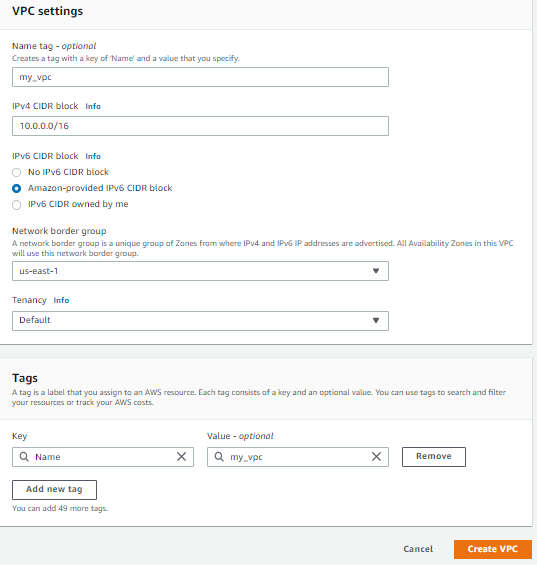 VPC settings
Name tag - optional
Creates a tag with a key of 'Name' and a value that you specify.
my_vpc
IPv4 CIDR block Info
10.0.0.0/16
IPv6 CIDR block Info
No IPv6 CIDR block
Amazon-provided IPv6 CIDR block
IPv6 CIDR owned by me
Network border group
A network border group is a unique group of Zones from where IPv4 and IPv6 IP addresses are advertised. All Availability Zones in this VPC
will use this network border group.
us-east-1
Tenancy Info
Default
Tags
A tag is a label that you assign to an AWS resource. Each tag consists of a key and an optional value. You can use tags to search and filter
your resources or track your AWS costs.
Key Value - optional
Name my_vpc Remove
Add new tag
You can add 49 more tags.
Cancel Create VPC